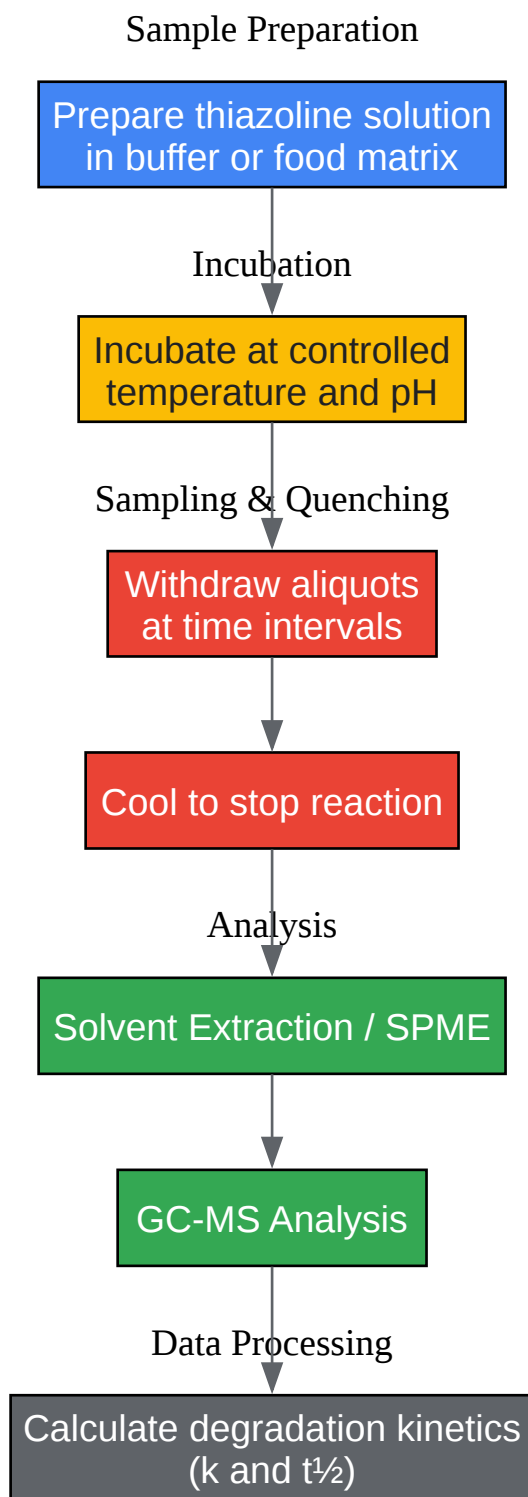 Sample Preparation
Prepare thiazoline solution
in buffer or food matrix
Incubation
Incubate at controlled
temperature and pH
Sampling & Quenching
Withdraw aliquots
at time intervals
Cool to stop reaction
Analysis
Solvent Extraction / SPME
GC-MS Analysis
Data Processing
Calculate degradation kinetics
(k and t½)